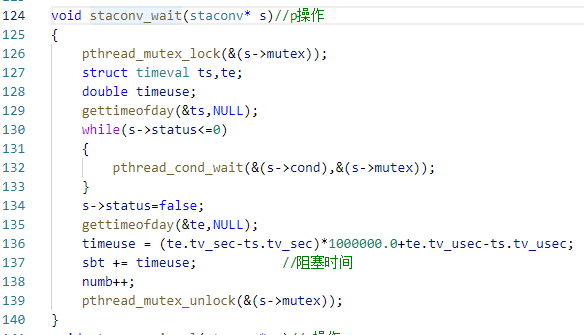 124 void staconv_wait(staconv* s)//p操作
125 {
126 pthread_mutex_lock(&(s->mutex));
127 struct timeval ts,te;
128 double timeuse;
129 gettimeofday(&ts,NULL);
130 while(s->status<=0)
131 {
132 pthread_cond_wait(&(s->cond),&(s->mutex));
133 }
134 s->status=false;
135 gettimeofday(&te,NULL);
136 timeuse = (te.tv_sec-ts.tv_sec)*1000000.0+te.tv_usec-ts.tv_usec;
137 sbt += timeuse; //阻塞时间
138 numb++;
139 pthread_mutex_unlock(&(s->mutex));
140 }